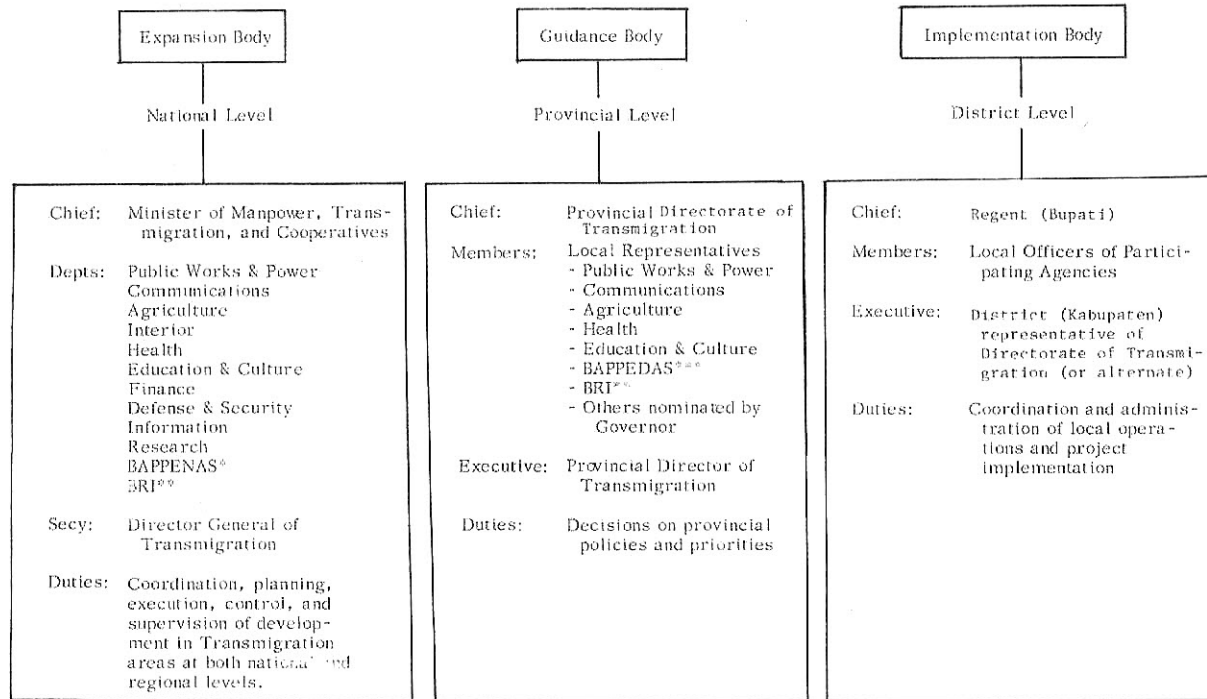 Expansion Body
National Level
Chief: Minister of Manpower, Trans-
migration, and Cooperatives
Depts: Public Works & Power
Communications
Agriculture
Interior
Health
Education & Culture
Finance
Defense & Security
Information
Research
BAPPENAS*
BRI**
Secy: Director General of
Transmigration
Duties: Coordination, planning,
execution, control, and
supervision of develop-
ment in Transmigration
areas at both national and
regional levels.
Guidance Body
Provincial Level
Chief: Provincial Directorate of
Transmigration
Members: Local Representatives
- Public Works & Power
- Communications
- Agriculture
- Health
- Education & Culture
- BAPPEDAS***
- BRI**
- Others nominated by
Governor
Executive: Provincial Director of
Transmigration
Duties: Decisions on provincial
policies and priorities
Implementation Body
District Level
Chief: Regent (Bupati)
Members: Local Officers of Partici-
pating Agencies
Executive: District (Kabupaten)
representative of
Directorate of Transmi-
gration (or alternate)
Duties: Coordination and adminis-
tration of local opera-
tions and project
implementation